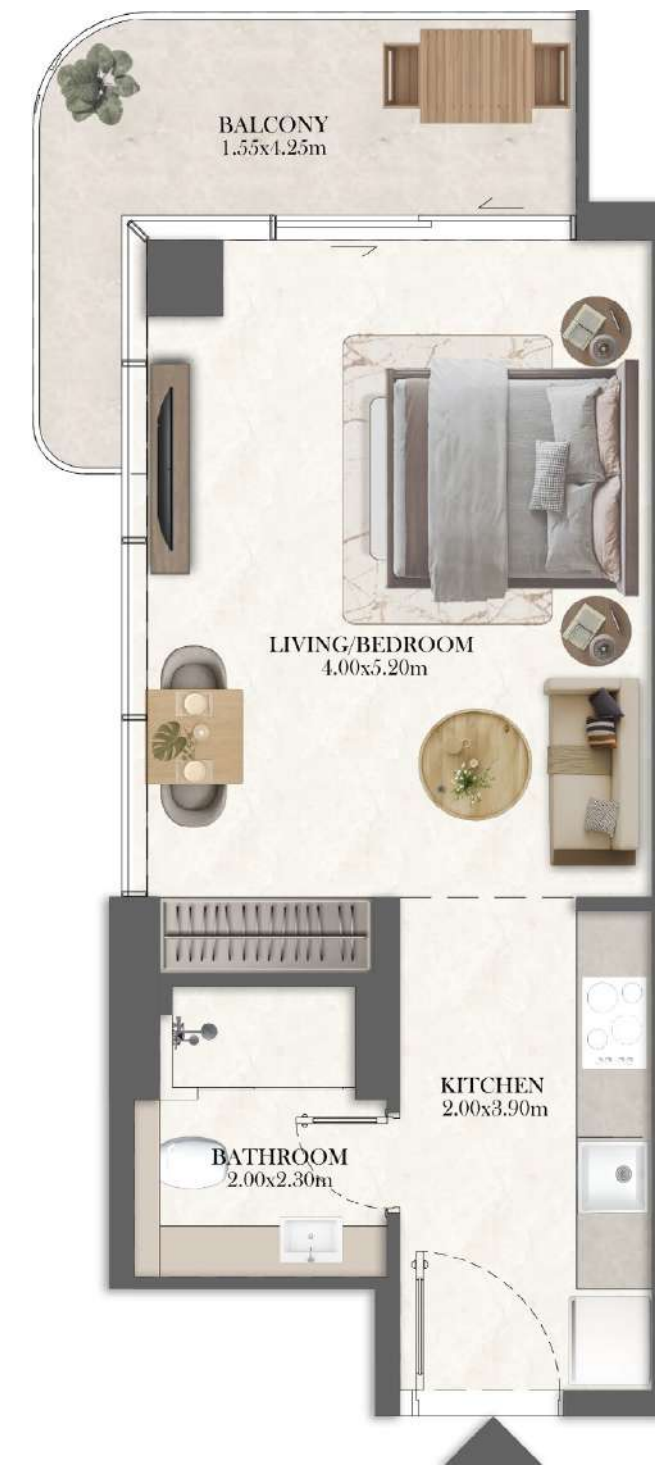 BALCONY
1.55x4.25m
LIVING/BEDROOM
4.00x5.20m
KITCHEN
2.00x3.90m
BATHROOM
2.00x2.30m